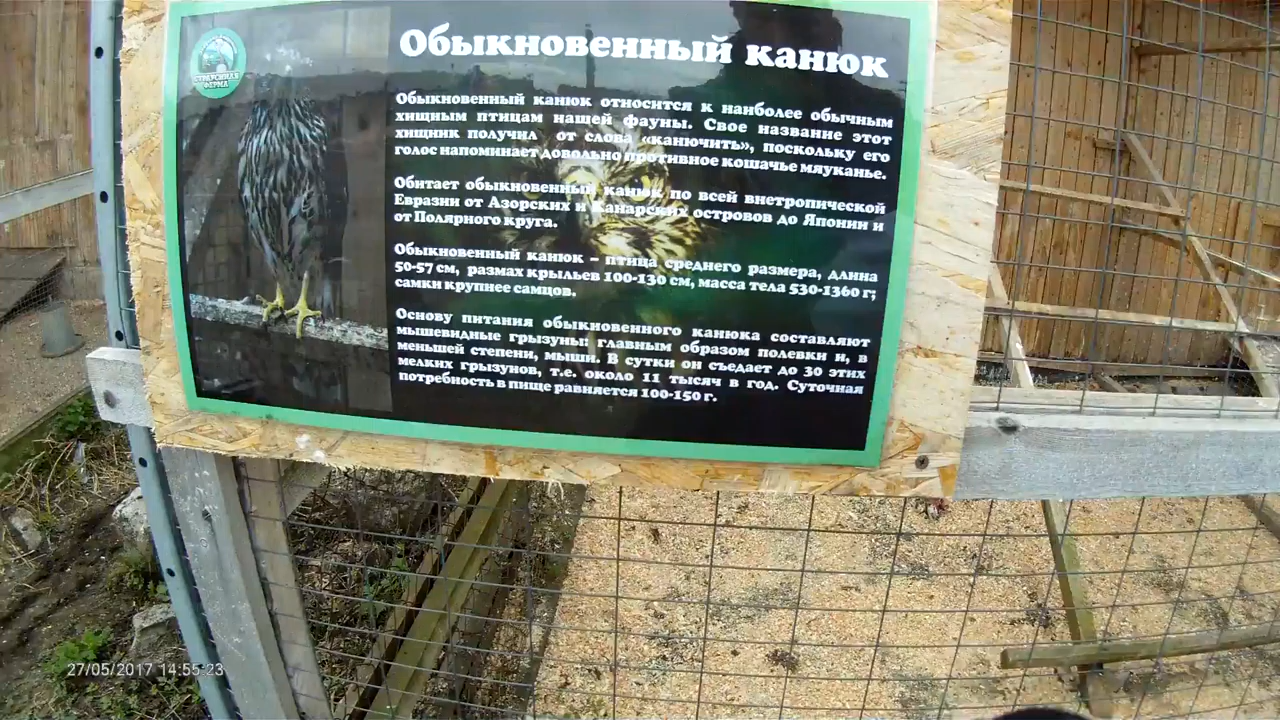 СТРАУСИНАЯ
ФЕРМА
Обыкновенный канюк
Обыкновенный канюк относится к наиболее обычным
хищным птицам нашей фауны. Свое название этот
хищник получил от слова «канючить», поскольку его
голос напоминает довольно противное кошачье мяуканье.
Обитает обыкновенный канюк по всей внетропической
Евразии от Азорских и Канарских островов до Японии и
от Полярного круга.
Обыкновенный канюк – птица среднего размера, длина
50-57 см, размах крыльев 100-130 см, масса тела 530-1360 г;
самки крупнее самцов.
Основу питания обыкновенного канюка составляют
мышевидные грызуны: главным образом полевки и, в
меньшей степени, мыши. В сутки он съедает до 30 этих
мелких грызунов, т.е. около 11 тысяч в год. Суточная
потребность в пище равняется 100-150 г.
27/05/2017 14:55:23